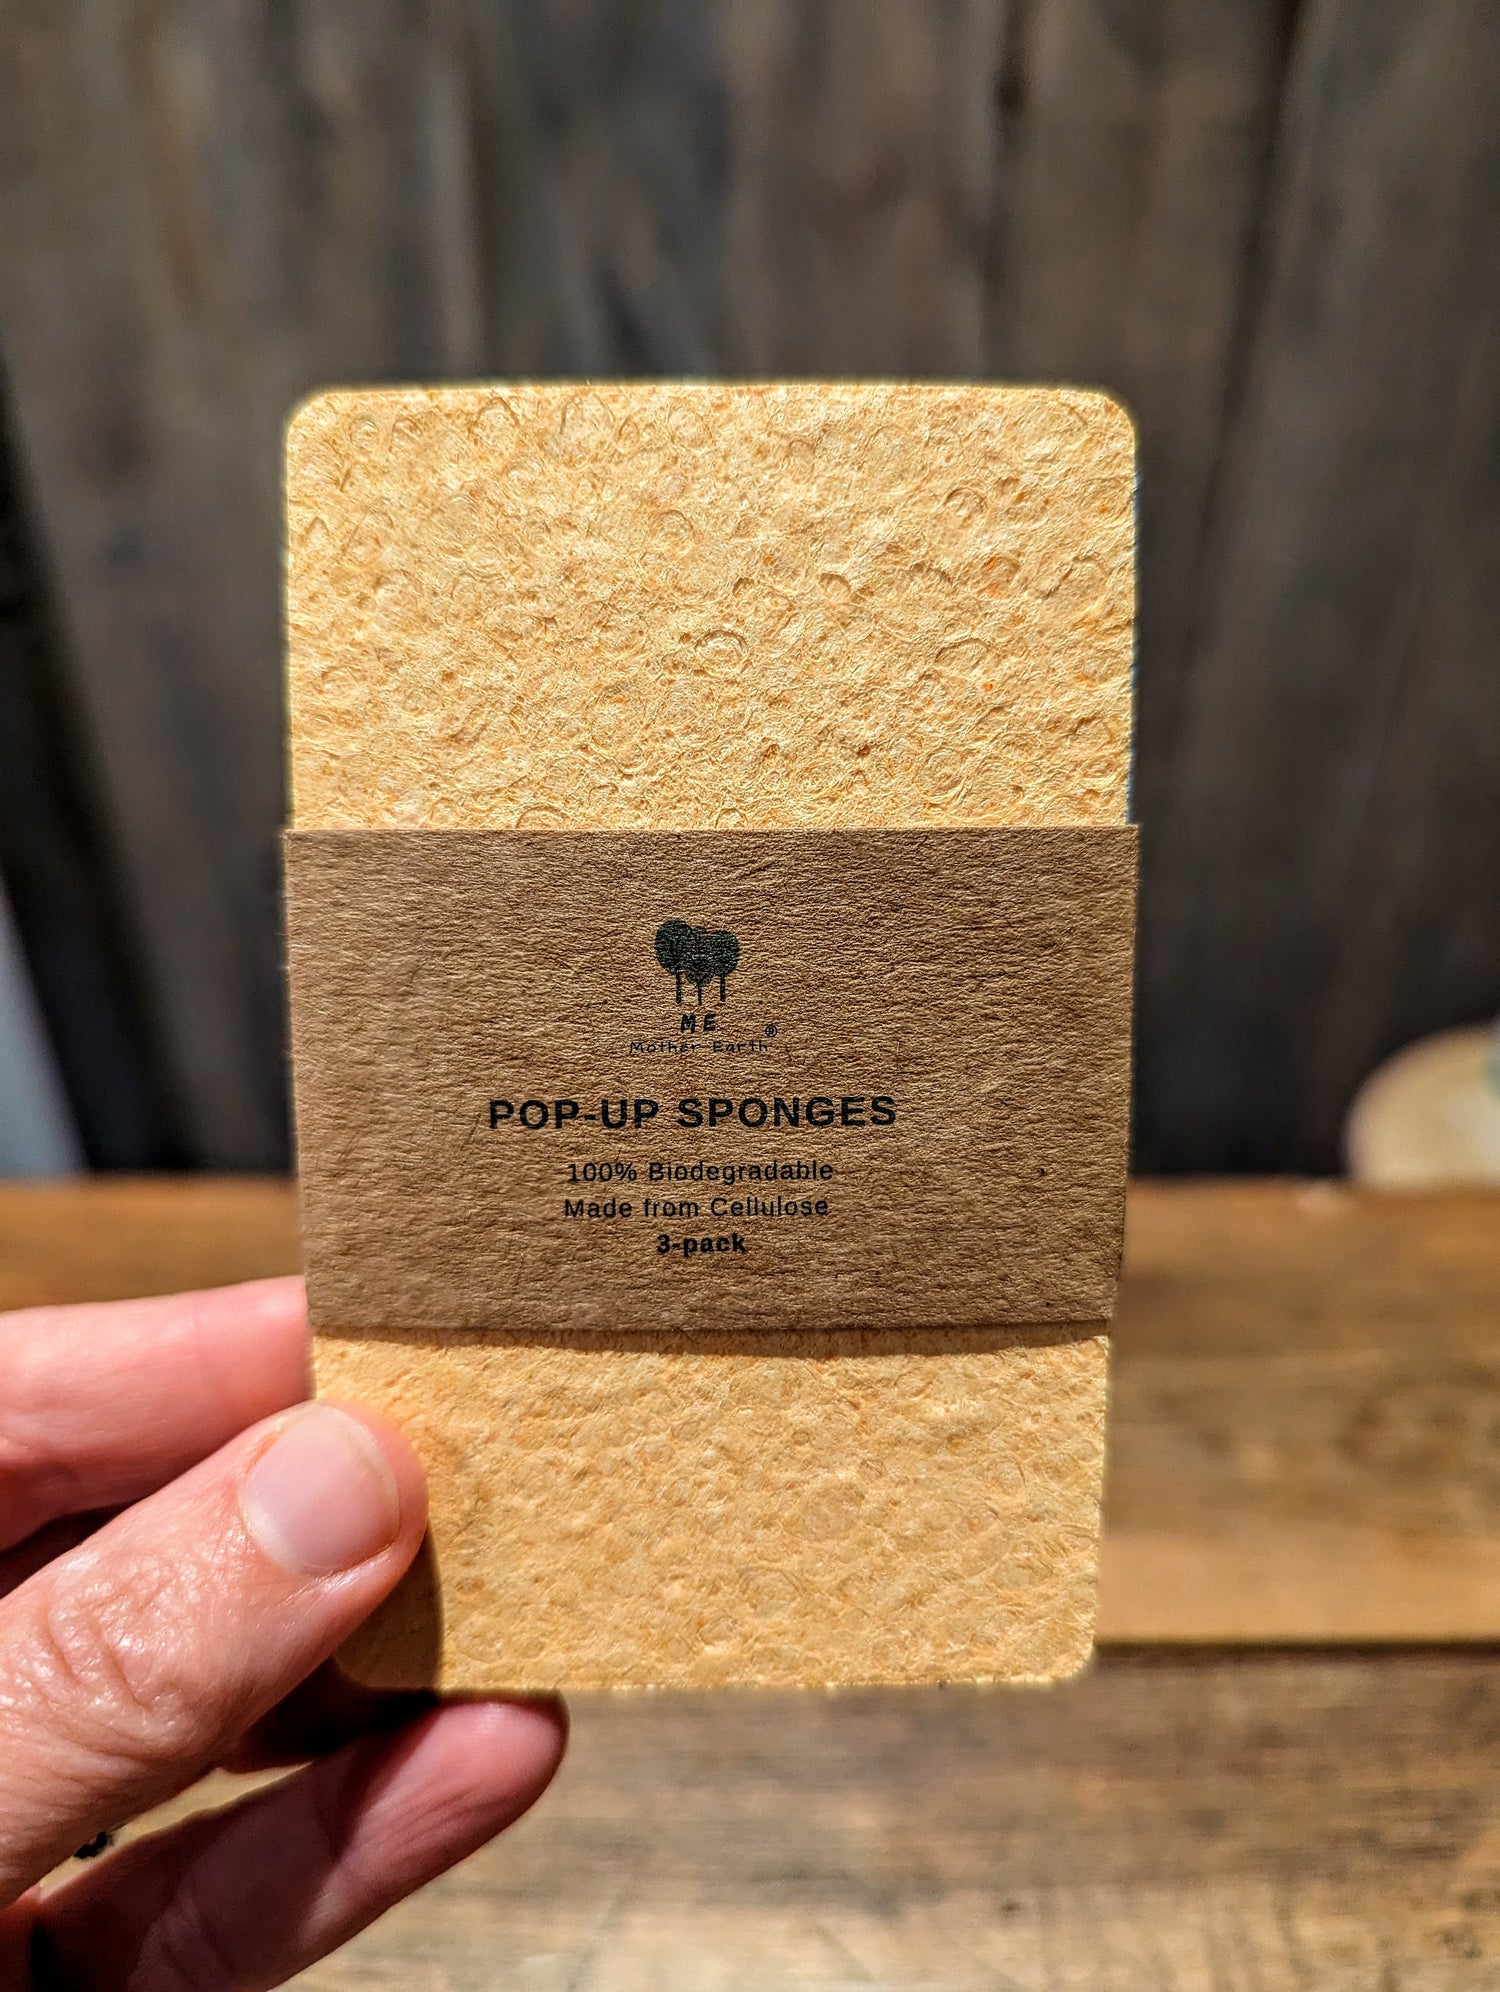 ME
Mother Earth®
POP-UP SPONGES
100% Biodegradable
Made from Cellulose
3-pack